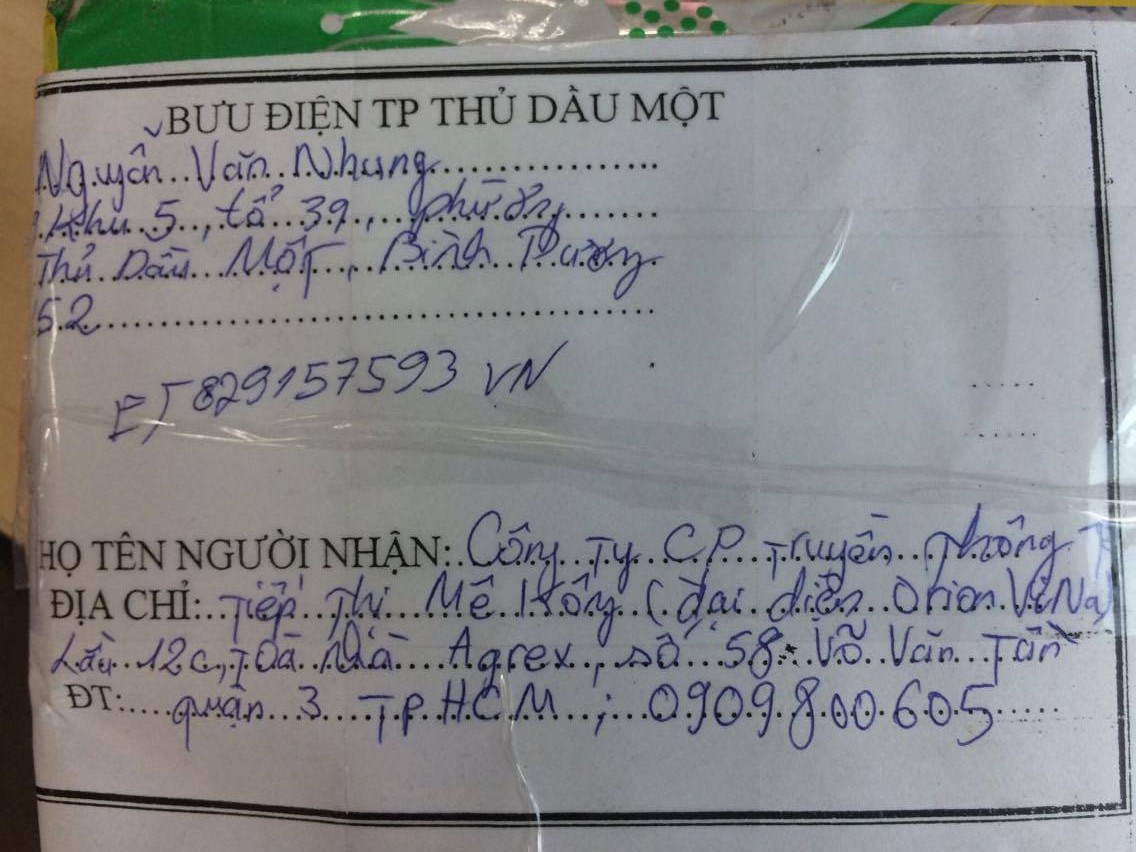 BƯU ĐIỆN TP THỦ DẦU MỘT
Nguyễn Văn Nhung
Khu 5, tổ 39, phường
Thủ Dầu Một, Bình Dương
52
ET 829157593 VN
HỌ TÊN NGƯỜI NHẬN: Công Ty CP Truyền Thông
ĐỊA CHỈ: Tiếp Thị Mê Kông (đại diện Orion ViNa)
Lầu 12c, Toà Nhà Agrex, số 58 Võ Văn Tần
ĐT: quận 3 TP HCM ; 0909800605